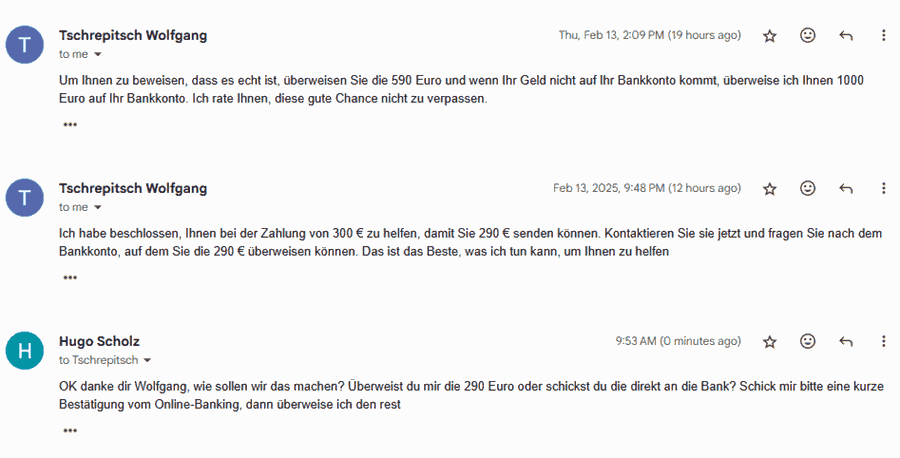 T
Tschrepitsch Wolfgang
Thu, Feb 13, 2:09 PM (19 hours ago)
to me
Um Ihnen zu beweisen, dass es echt ist, überweisen Sie die 590 Euro und wenn Ihr Geld nicht auf Ihr Bankkonto kommt, überweise ich Ihnen 1000
Euro auf Ihr Bankkonto. Ich rate Ihnen, diese gute Chance nicht zu verpassen.
T
Tschrepitsch Wolfgang
Feb 13, 2025, 9:48 PM (12 hours ago)
to me
Ich habe beschlossen, Ihnen bei der Zahlung von 300 € zu helfen, damit Sie 290 € senden können. Kontaktieren Sie sie jetzt und fragen Sie nach dem
Bankkonto, auf dem Sie die 290 € überweisen können. Das ist das Beste, was ich tun kann, um Ihnen zu helfen
H
Hugo Scholz
9:53 AM (0 minutes ago)
to Tschrepitsch
OK danke dir Wolfgang, wie sollen wir das machen? Überweist du mir die 290 Euro oder schickst du die direkt an die Bank? Schick mir bitte eine kurze
Bestätigung vom Online-Banking, dann überweise ich den rest